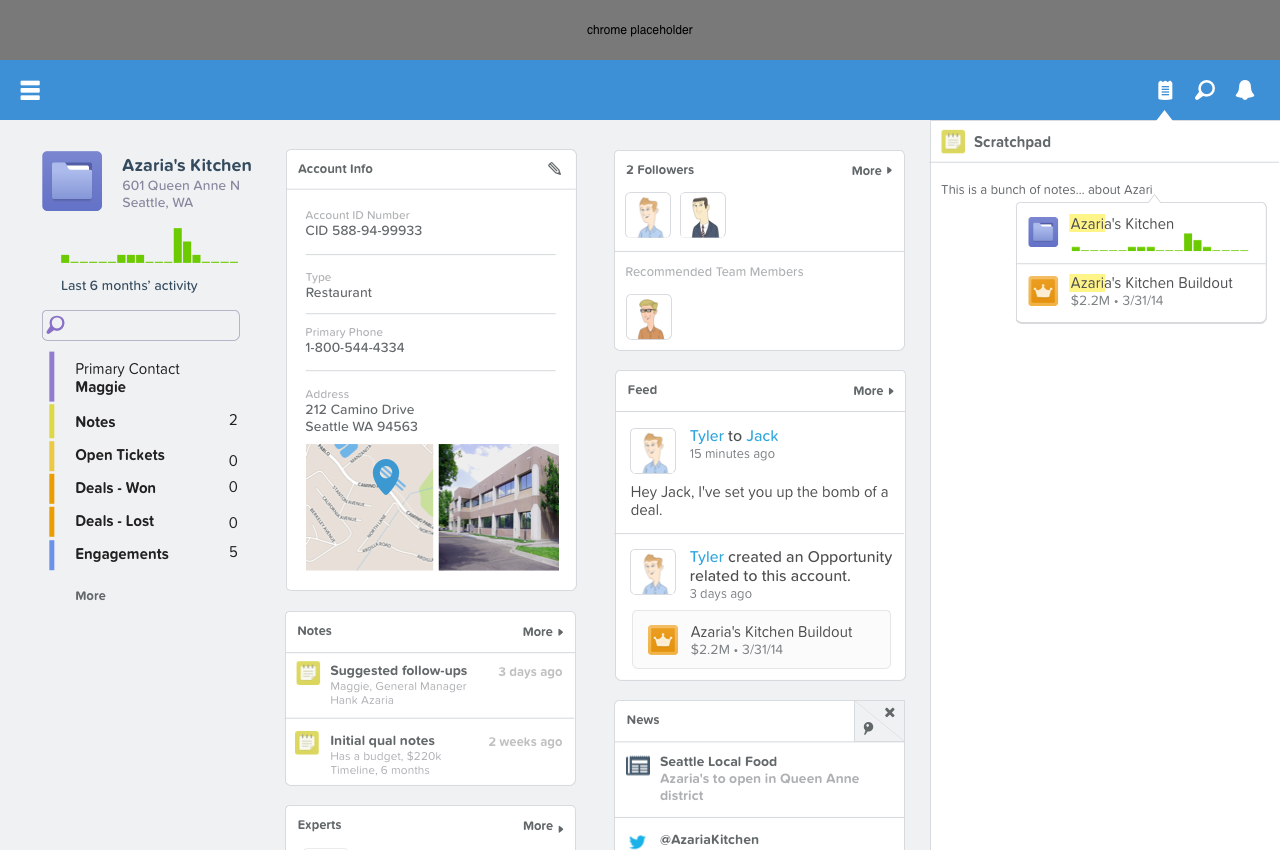 chrome placeholder
Azaria's Kitchen
601 Queen Anne N
Seattle, WA
Last 6 months' activity
Primary Contact
Maggie
Notes 2
Open Tickets 0
Deals - Won 0
Deals - Lost 0
Engagements 5
More
Account Info
Account ID Number
CID 588-94-99933
Type
Restaurant
Primary Phone
1-800-544-4334
Address
212 Camino Drive
Seattle WA 94563
Notes More
Suggested follow-ups 3 days ago
Maggie, General Manager
Hank Azaria
Initial qual notes 2 weeks ago
Has a budget, $220k
Timeline, 6 months
Experts More
2 Followers More
Recommended Team Members
Feed More
Tyler to Jack
15 minutes ago
Hey Jack, I've set you up the bomb of a
deal.
Tyler created an Opportunity
related to this account.
3 days ago
Azaria's Kitchen Buildout
$2.2M • 3/31/14
News
Seattle Local Food
Azaria's to open in Queen Anne
district
@AzariaKitchen
Scratchpad
This is a bunch of notes... about Azari
Azaria's Kitchen
Azaria's Kitchen Buildout
$2.2M • 3/31/14